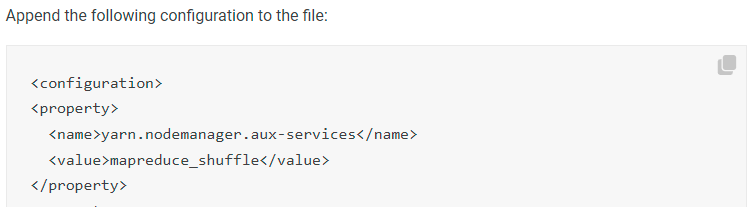 Append the following configuration to the file:
<configuration>
<property>
<name>yarn.nodemanager.aux-services</name>
<value>mapreduce_shuffle</value>
</property>